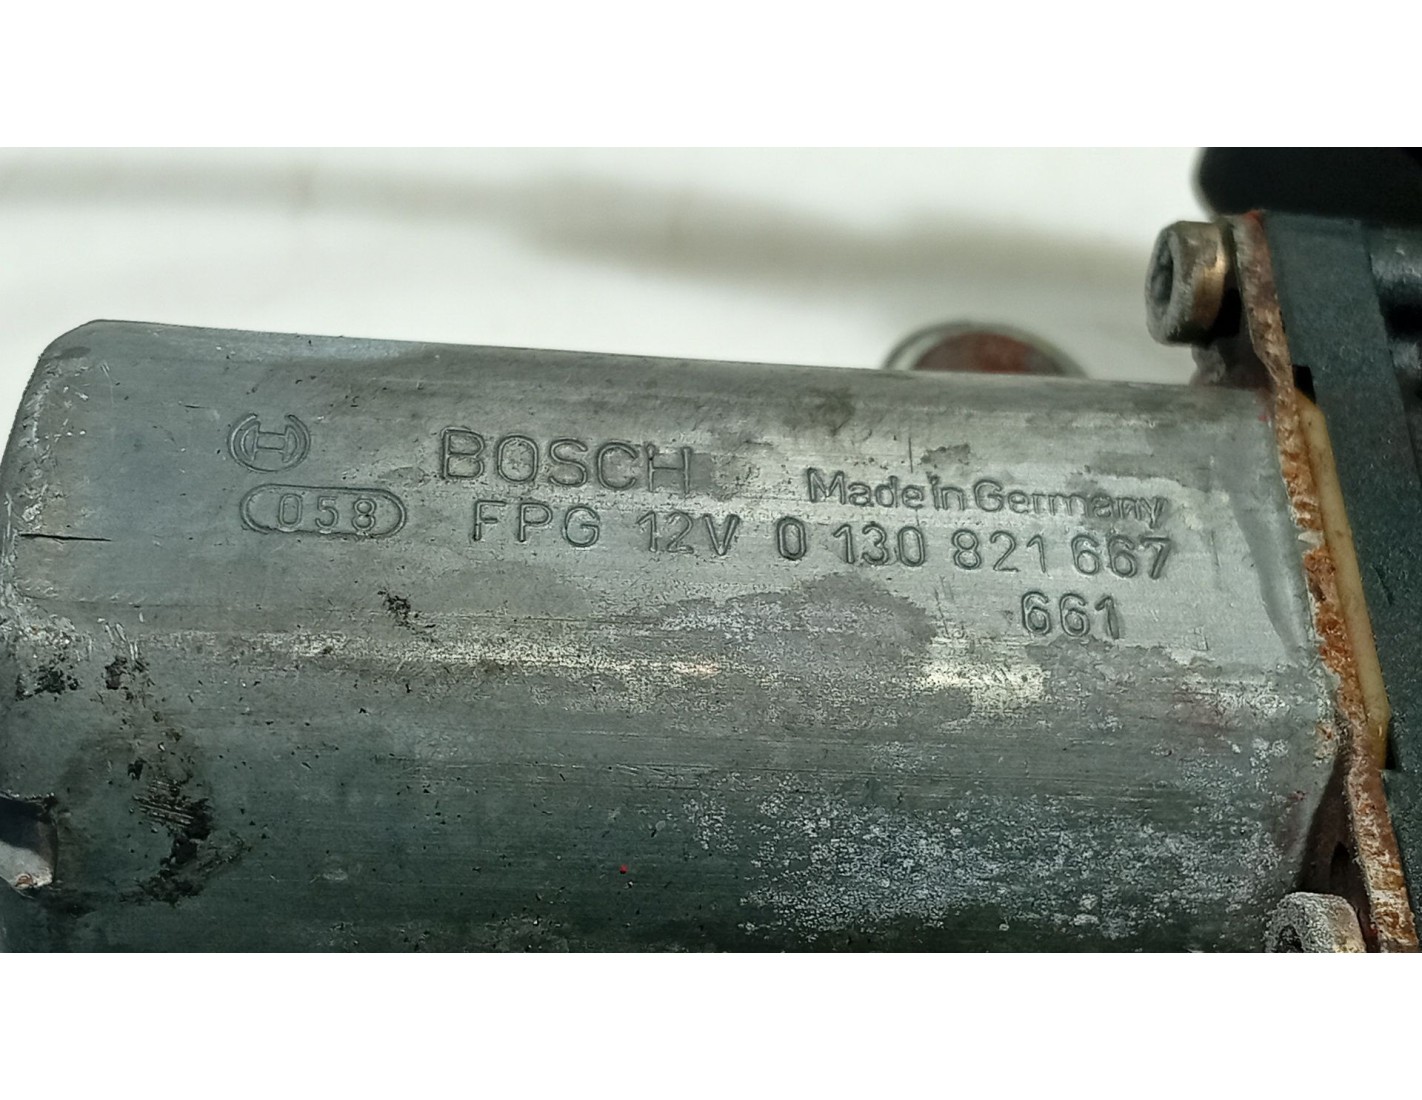 BOSCH Made in Germany
058 FPG 12V 0 130 821 667
661